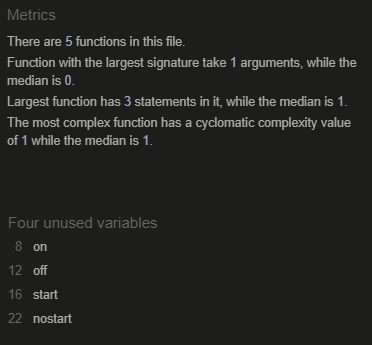 Metrics
There are 5 functions in this file.
Function with the largest signature take 1 arguments, while the
median is 0.
Largest function has 3 statements in it, while the median is 1.
The most complex function has a cyclomatic complexity value
of 1 while the median is 1.
Four unused variables
8 on
12 off
16 start
22 nostart